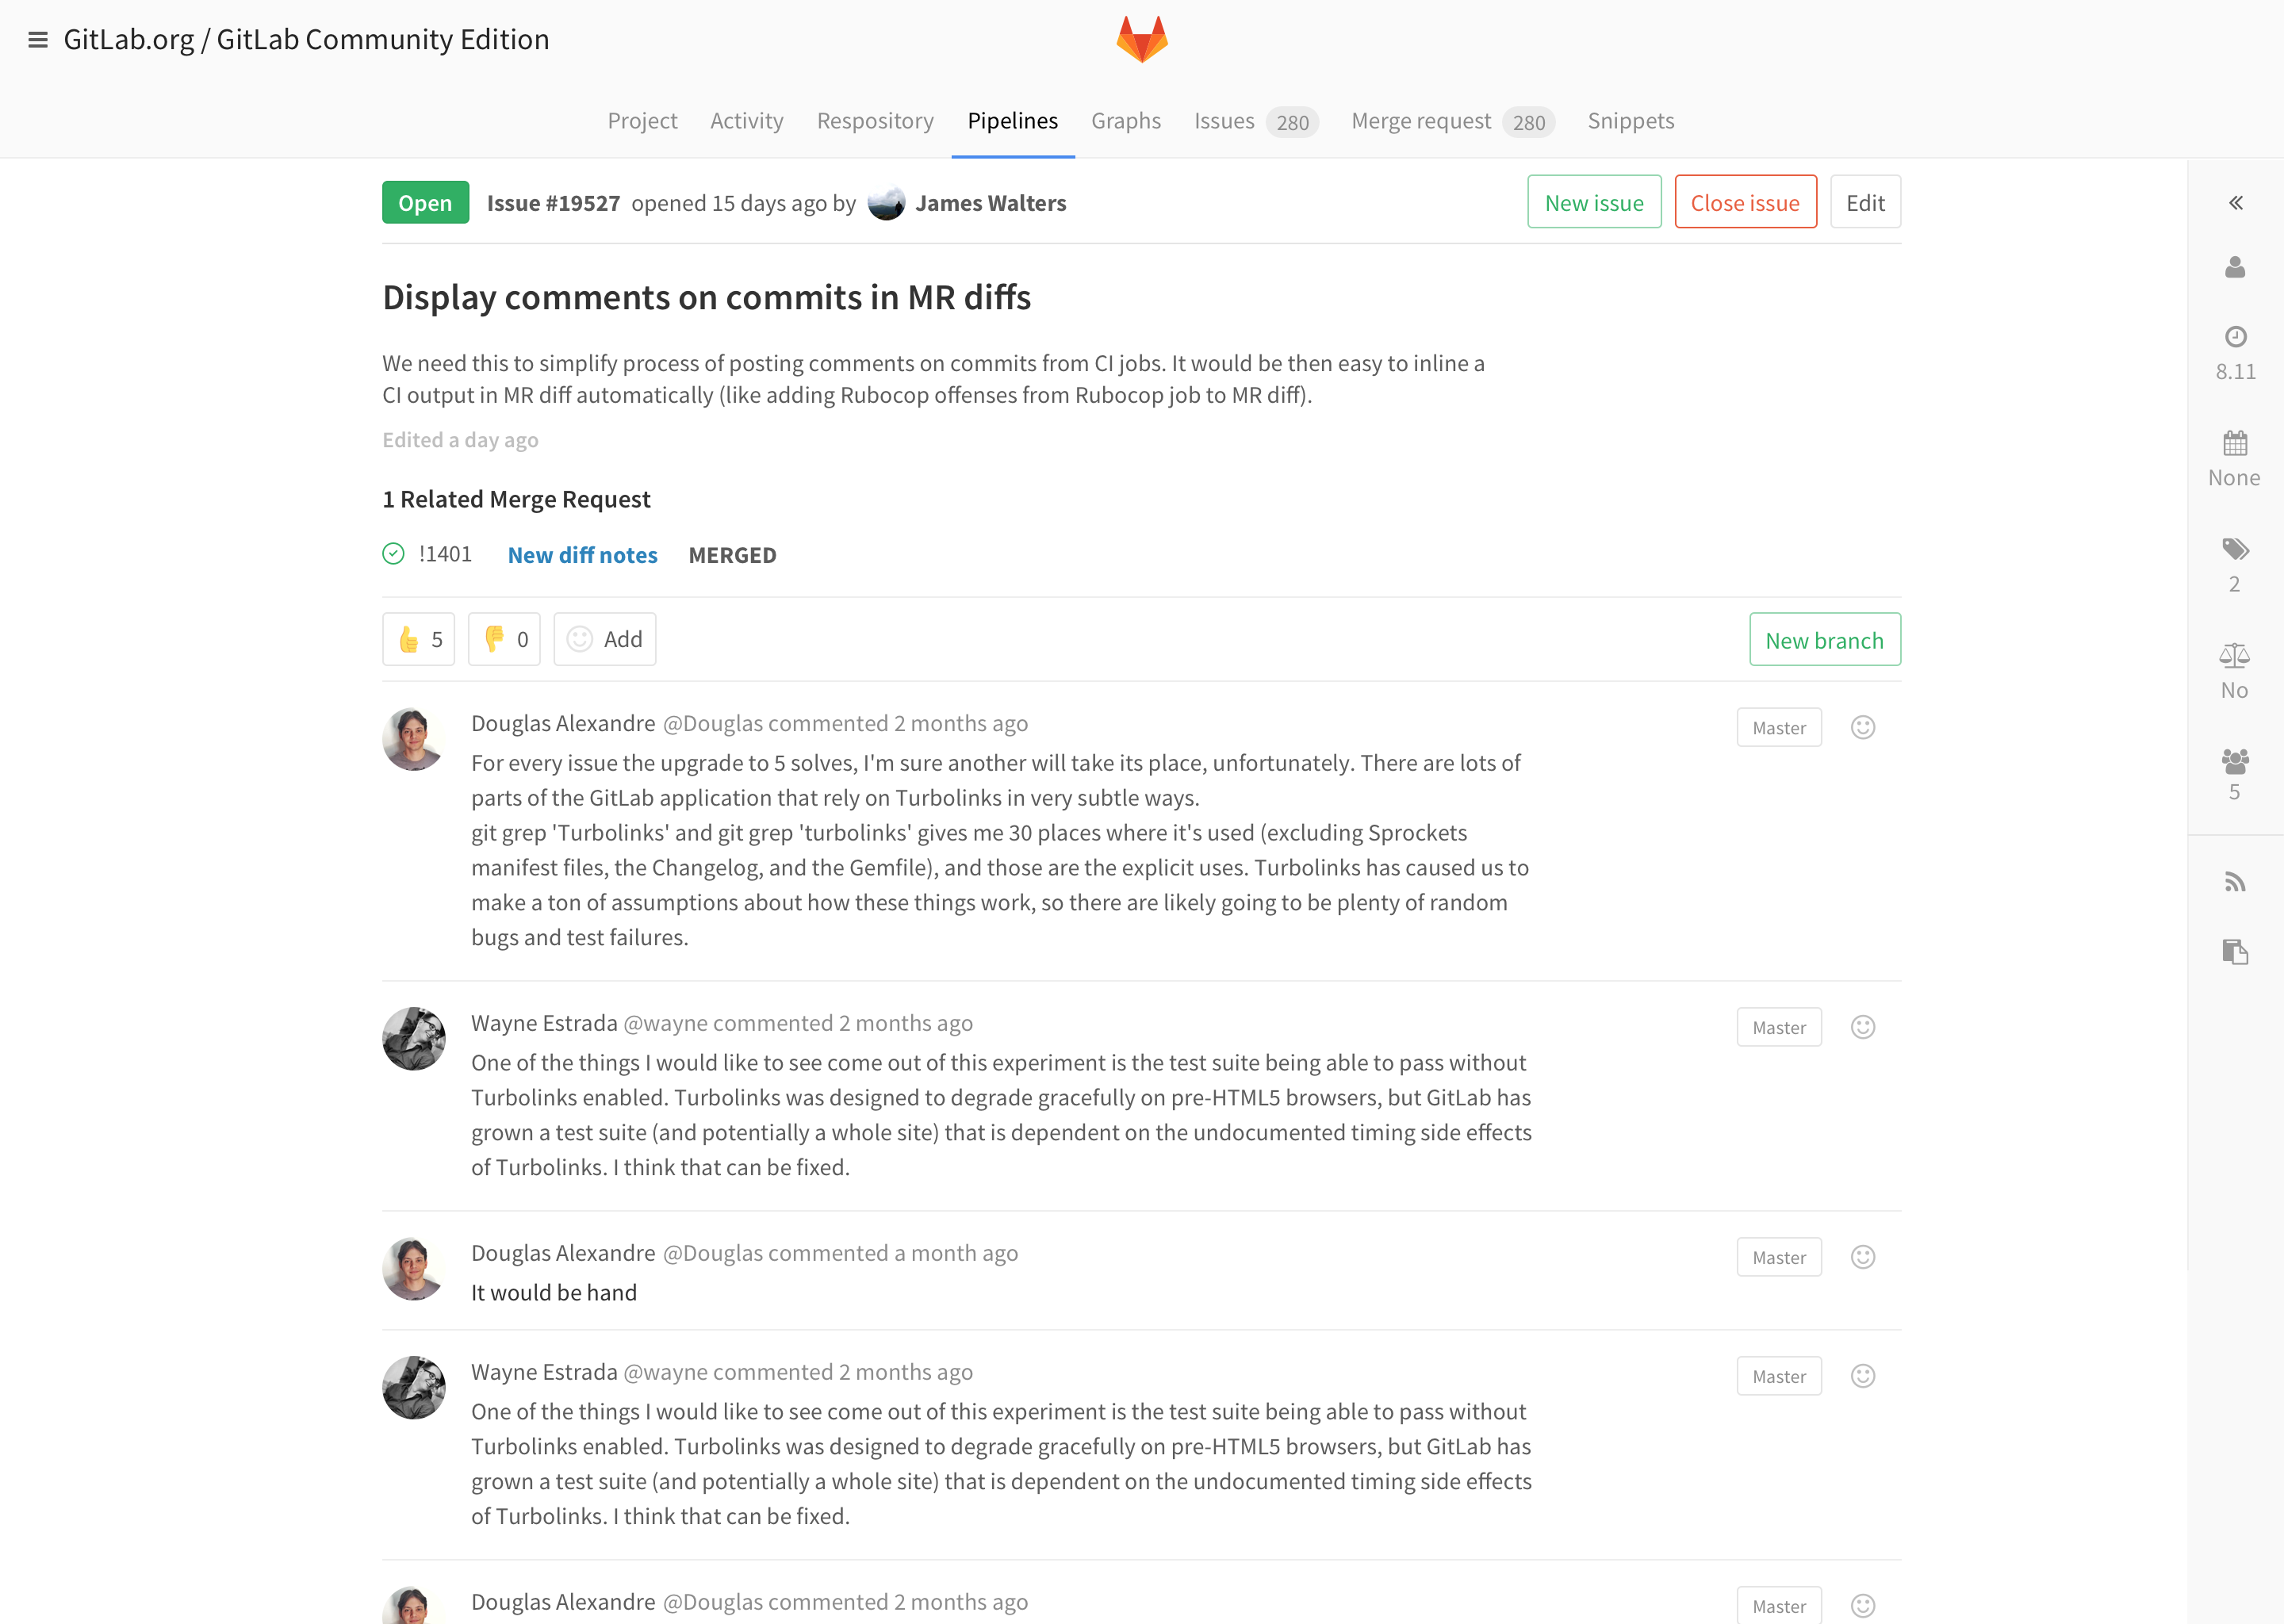 GitLab.org / GitLab Community Edition
Project Activity Respository Pipelines Graphs Issues 280 Merge request 280 Snippets
Open Issue #19527 opened 15 days ago by James Walters New issue Close issue Edit
Display comments on commits in MR diffs
We need this to simplify process of posting comments on commits from CI jobs. It would be then easy to inline a
CI output in MR diff automatically (like adding Rubocop offenses from Rubocop job to MR diff).
Edited a day ago
1 Related Merge Request
!1401 New diff notes MERGED
5 0 Add New branch
Douglas Alexandre @Douglas commented 2 months ago Master
For every issue the upgrade to 5 solves, I'm sure another will take its place, unfortunately. There are lots of
parts of the GitLab application that rely on Turbolinks in very subtle ways.
git grep 'Turbolinks' and git grep 'turbolinks' gives me 30 places where it's used (excluding Sprockets
manifest files, the Changelog, and the Gemfile), and those are the explicit uses. Turbolinks has caused us to
make a ton of assumptions about how these things work, so there are likely going to be plenty of random
bugs and test failures.
Wayne Estrada @wayne commented 2 months ago Master
One of the things I would like to see come out of this experiment is the test suite being able to pass without
Turbolinks enabled. Turbolinks was designed to degrade gracefully on pre-HTML5 browsers, but GitLab has
grown a test suite (and potentially a whole site) that is dependent on the undocumented timing side effects
of Turbolinks. I think that can be fixed.
Douglas Alexandre @Douglas commented a month ago Master
It would be hand
Wayne Estrada @wayne commented 2 months ago Master
One of the things I would like to see come out of this experiment is the test suite being able to pass without
Turbolinks enabled. Turbolinks was designed to degrade gracefully on pre-HTML5 browsers, but GitLab has
grown a test suite (and potentially a whole site) that is dependent on the undocumented timing side effects
of Turbolinks. I think that can be fixed.
Douglas Alexandre @Douglas commented 2 months ago Master
8.11
None
2
No
5